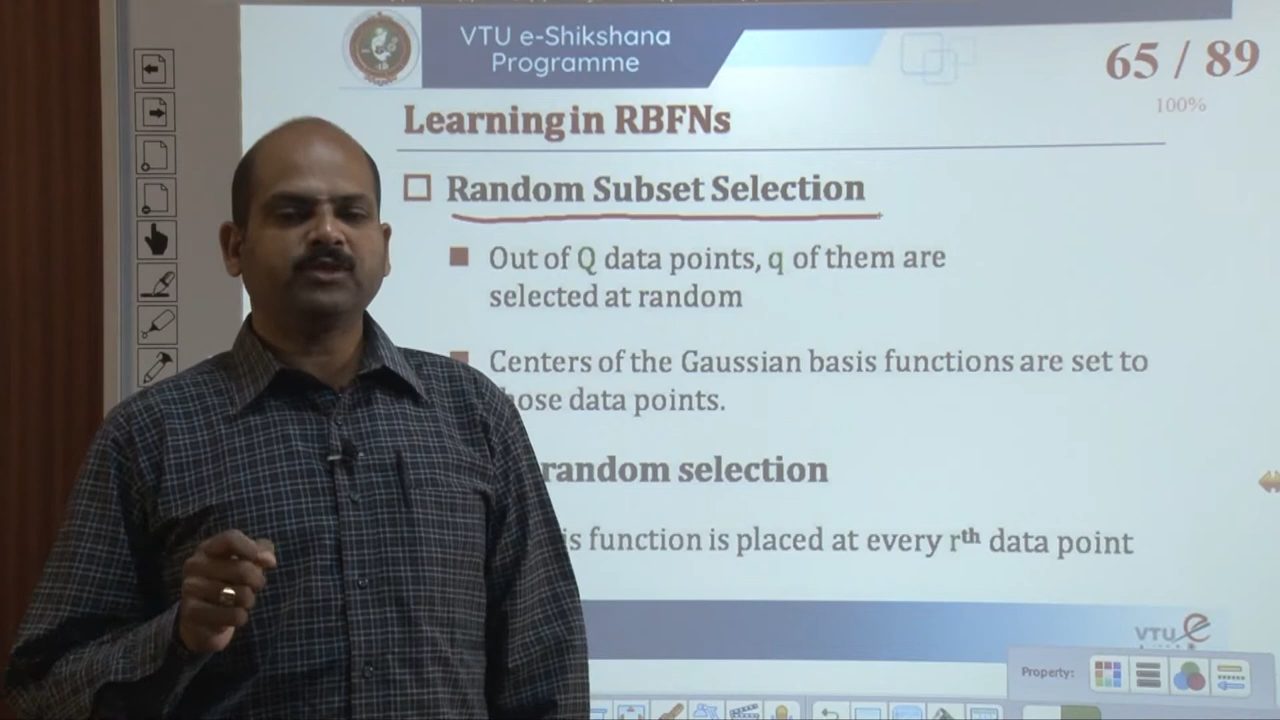 VTU e-Shikshana
Programme
65 / 89
100%
Learning in RBFNs
Random Subset Selection
Out of Q data points, q of them are
selected at random
Centers of the Gaussian basis functions are set to
hose data points.
random selection
is function is placed at every rth data point
VTU e
Property: